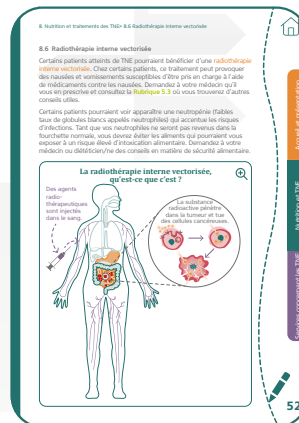 8. Nutrition et traitements des TNE• 8.6 Radiothérapie interne vectorisée
8.6 Radiothérapie interne vectorisée
Certains patients atteints de TNE pourraient bénéficier d'une radiothérapie
interne vectorisée. Chez certains patients, ce traitement peut provoquer
des nausées et vomissements susceptibles d'être pris en charge à l'aide
de médicaments contre les nausées. Demandez à votre médecin qu'il
vous en prescrive et consultez la Rubrique 5.3 où vous trouverez d'autres
conseils utiles.
Certains patients pourraient voir apparaître une neutropénie (faibles
taux de globules blancs appelés neutrophiles) qui accentue les risques
d'infections. Tant que vos neutrophiles ne seront pas revenus dans la
fourchette normale, vous devrez éviter les aliments qui pourraient vous
exposer à un risque élevé d'intoxication alimentaire. Demandez à votre
médecin ou diététicien/ne des conseils en matière de sécurité alimentaire.
La radiothérapie interne vectorisée,
qu'est-ce que c'est ?
Des agents
radio-
thérapeutiques
sont injectés
dans le sang.
La substance
radioactive pénètre
dans la tumeur et tue
des cellules cancéreuses.
Nutrition et TNE
Services concernant les TNE
52